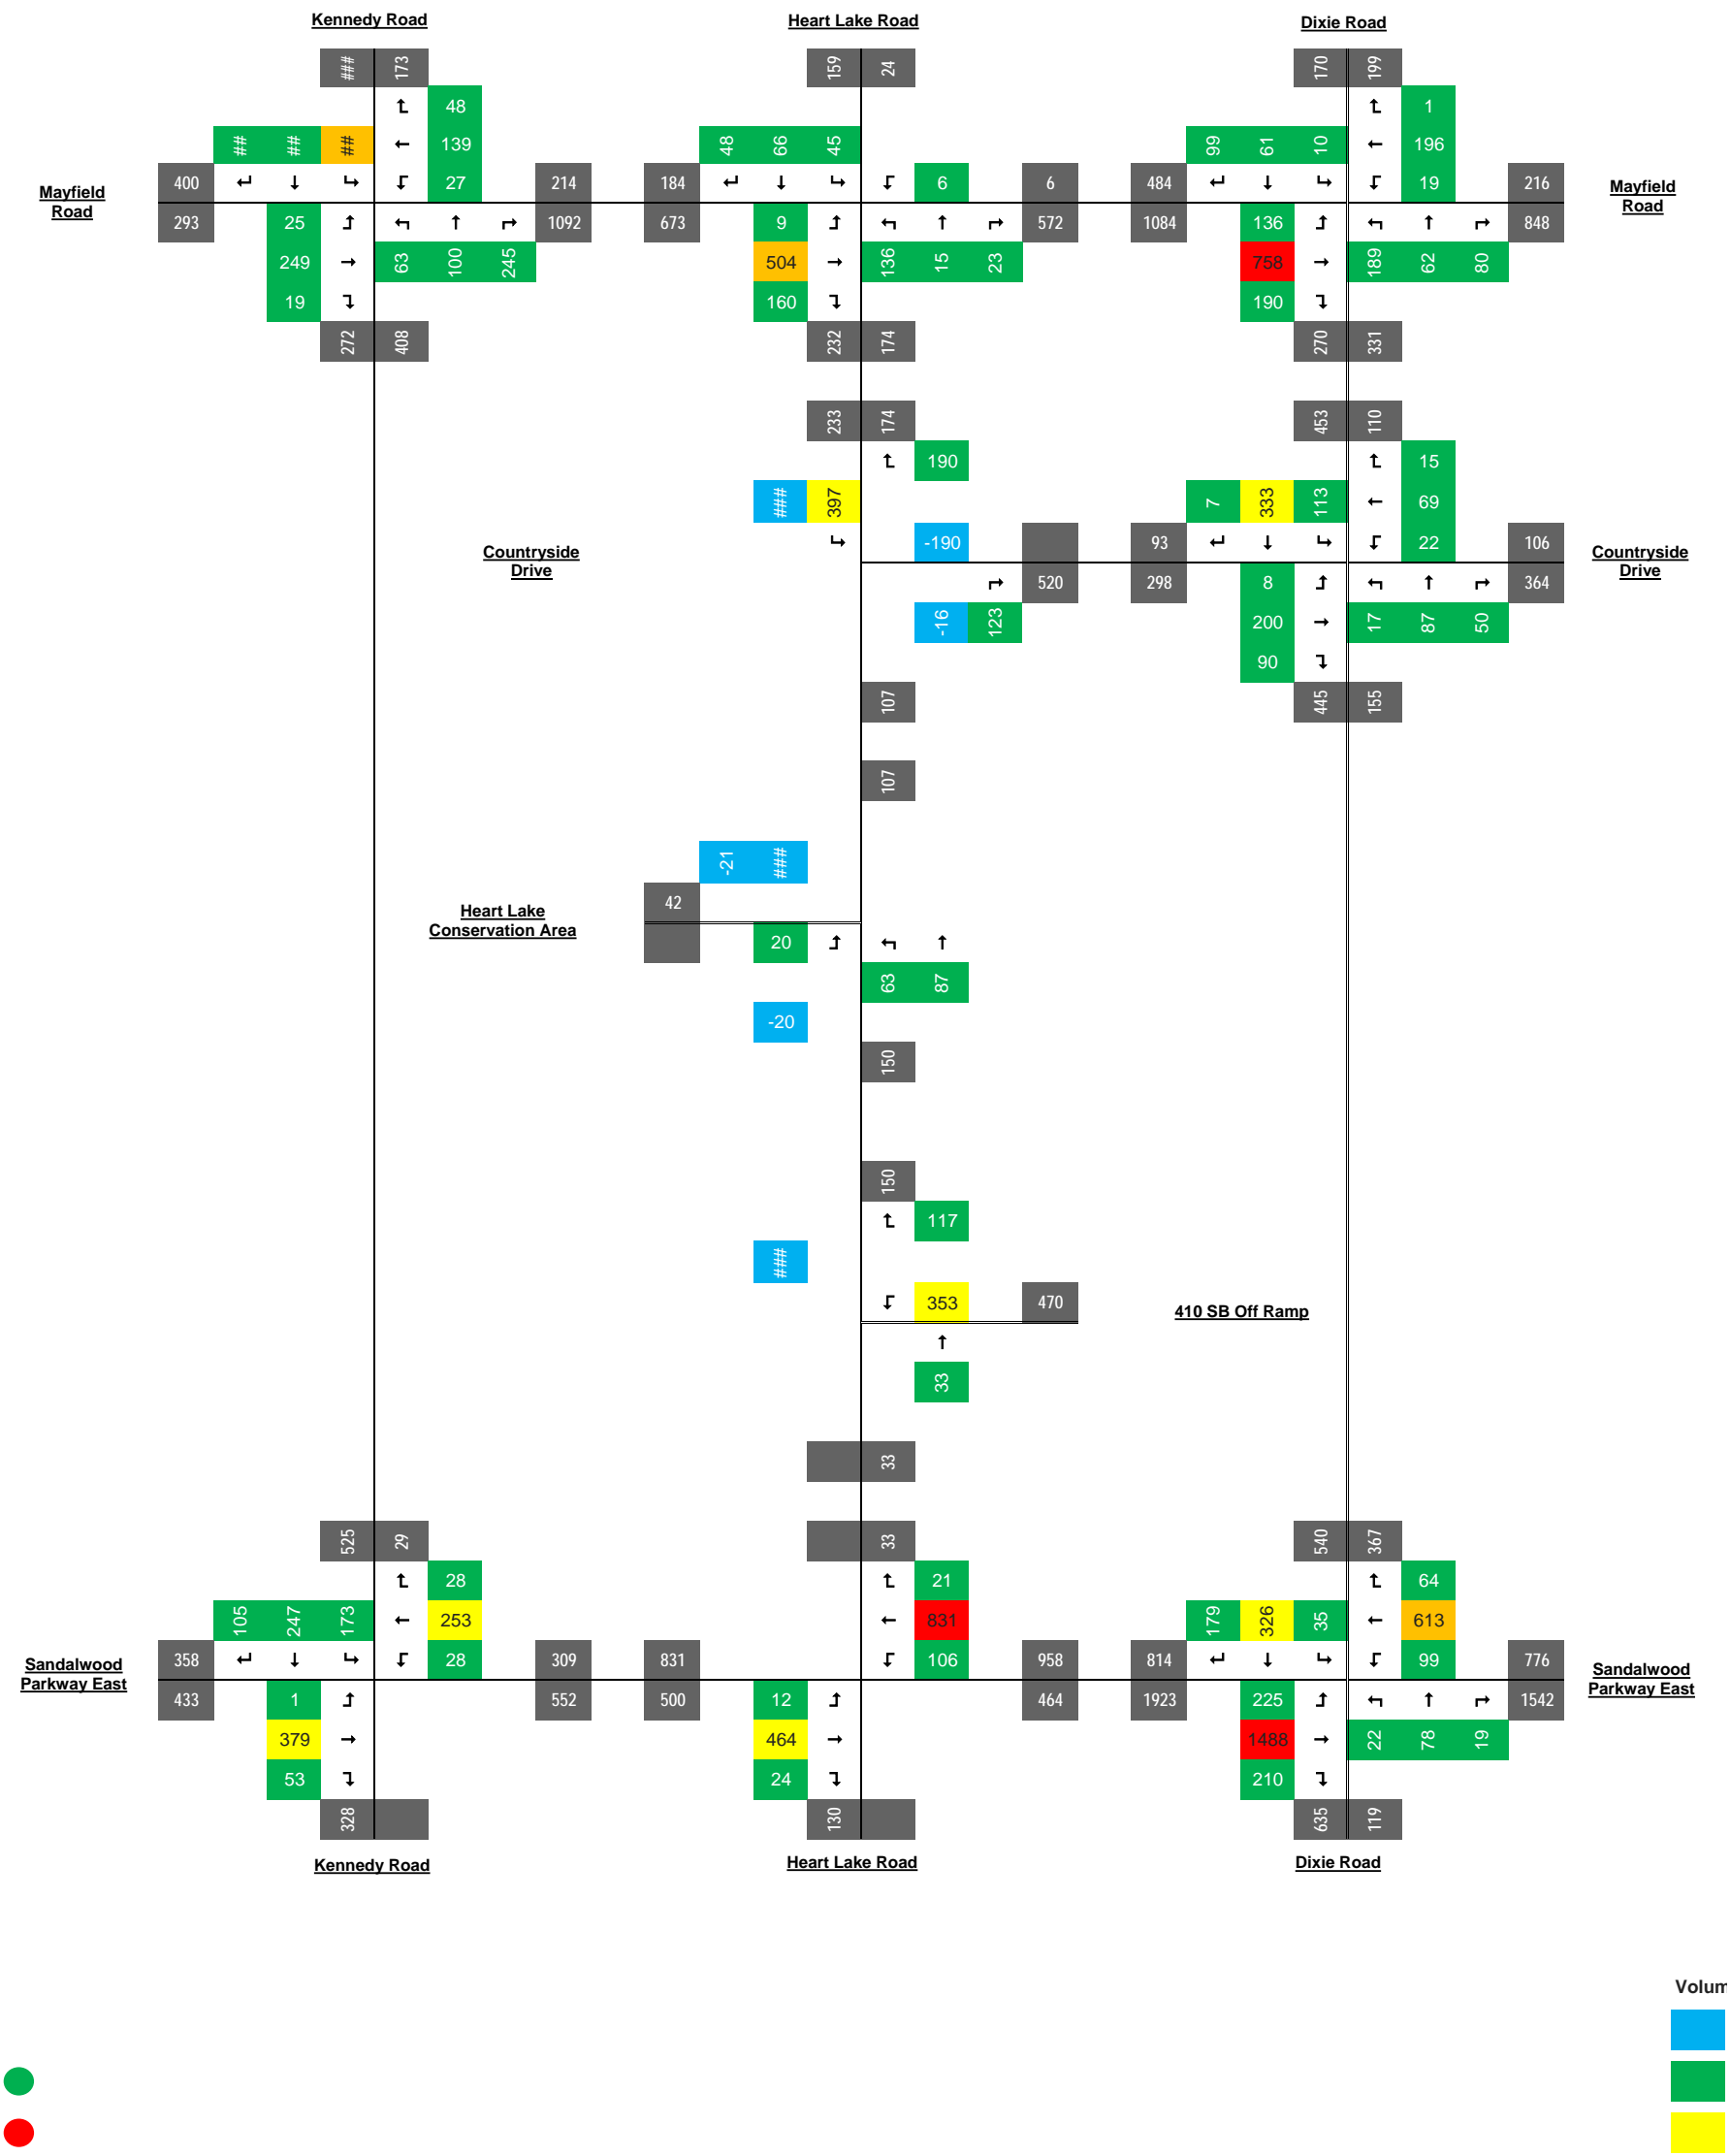 Kennedy Road Heart Lake Road Dixie Road
### 173 159 24 170 199
↰ 48 ↰ 1
## ## ## ← 139 48 66 45 99 61 10 ← 196
Mayfield Road 400 ↵ ↓ ↳ 27 214 184 ↵ ↓ ↳ 6 6 484 ↵ ↓ ↳ 19 216 Mayfield Road
293 25 ↰ ↑ ↱ 1092 673 9 ↰ ↑ ↱ 572 1084 136 ↰ ↑ ↱ 848
249 → 63 100 245 504 → 136 15 23 758 → 189 62 80
19 160 190
272 408 232 174 270 331
233 174 453 110
190 15
### 397 7 333 113 ← 69
Countryside Drive ↳ -190 93 ↵ ↓ ↳ 22 106 Countryside Drive
↱ 520 298 8 ↰ ↑ ↱ 364
-16 123 200 → 17 87 50
90
107 445 155
107
-21 ###
Heart Lake Conservation Area 42
20 ↰ ↑
63 87
-20
150
150
117
###
353 470 410 SB Off Ramp
↑
33
33
525 29 33 540 367
28 21 64
105 247 173 ← 253 ← 831 179 326 35 ← 613
Sandalwood Parkway East 358 ↵ ↓ ↳ 28 309 831 106 958 814 ↵ ↓ ↳ 99 776 Sandalwood Parkway East
433 1 552 500 12 464 1923 225 ↰ ↑ ↱ 1542
379 → 464 → 1488 → 22 78 19
53 24 210
328 130 635 119
Kennedy Road Heart Lake Road Dixie Road
Volum